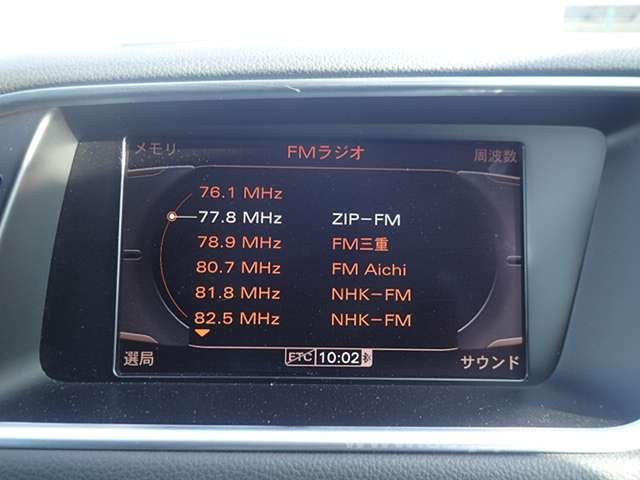 メモリ FMラジオ 周波数
76.1 MHz
77.8 MHz ZIP-FM
78.9 MHz FM三重
80.7 MHz FM Aichi
81.8 MHz NHK-FM
82.5 MHz NHK-FM
選局 ETC 10:02 サウンド